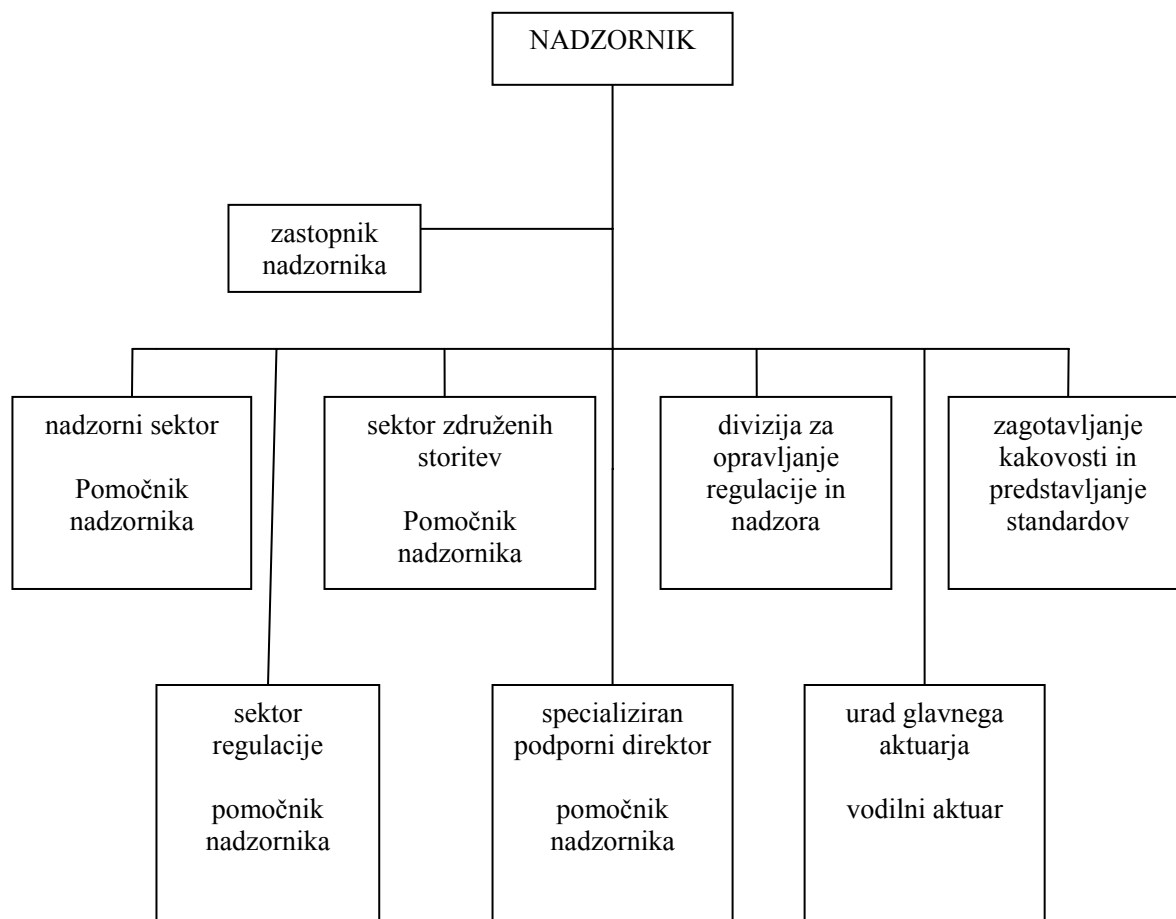 NADZORNIK
zastopnik
nadzornika
nadzorni sektor
Pomočnik
nadzornika
sektor združenih
storitev
Pomočnik
nadzornika
divizija za
opravljanje
regulacije in
nadzora
zagotavljanje
kakovosti in
predstavljanje
standardov
sektor
regulacije
pomočnik
nadzornika
specializiran
podporni direktor
pomočnik
nadzornika
urad glavnega
aktuarja
vodilni aktuar